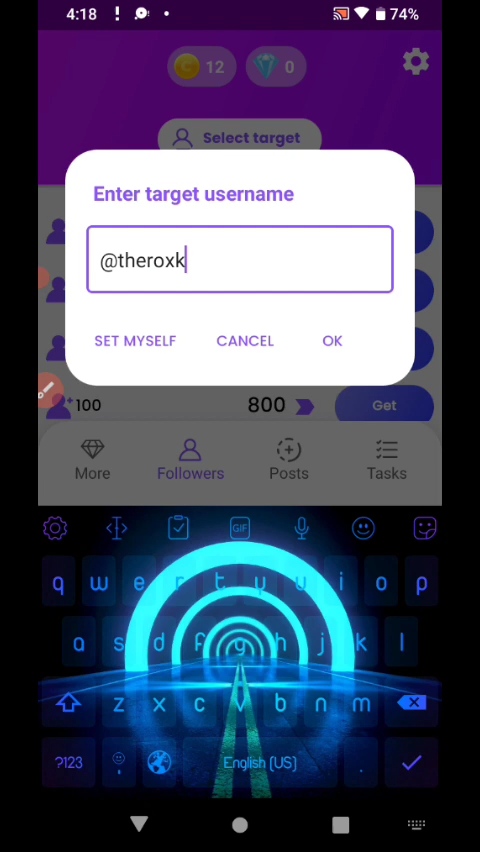 4:18
74%
12
0
Select target
Enter target username
@theroxk
SET MYSELF
CANCEL
OK
+100
800
Get
More
Followers
Posts
Tasks
GIF
q w e r t y u i o p
a s d f g h j k l
z x c v b n m
?123
English (US)
.